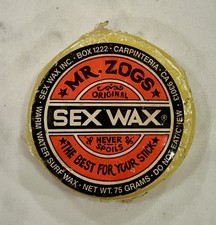 SEX WAX INC. • BOX 1222 • CARPINTERIA • CA 93013
MR. ZOGS
ORIGINAL
SEX WAX®
NEVER
SPOILS
THE BEST FOR YOUR STICK
WARM WATER SURF WAX • NET WT. 75 GRAMS • DO NOT EAT/CHEW